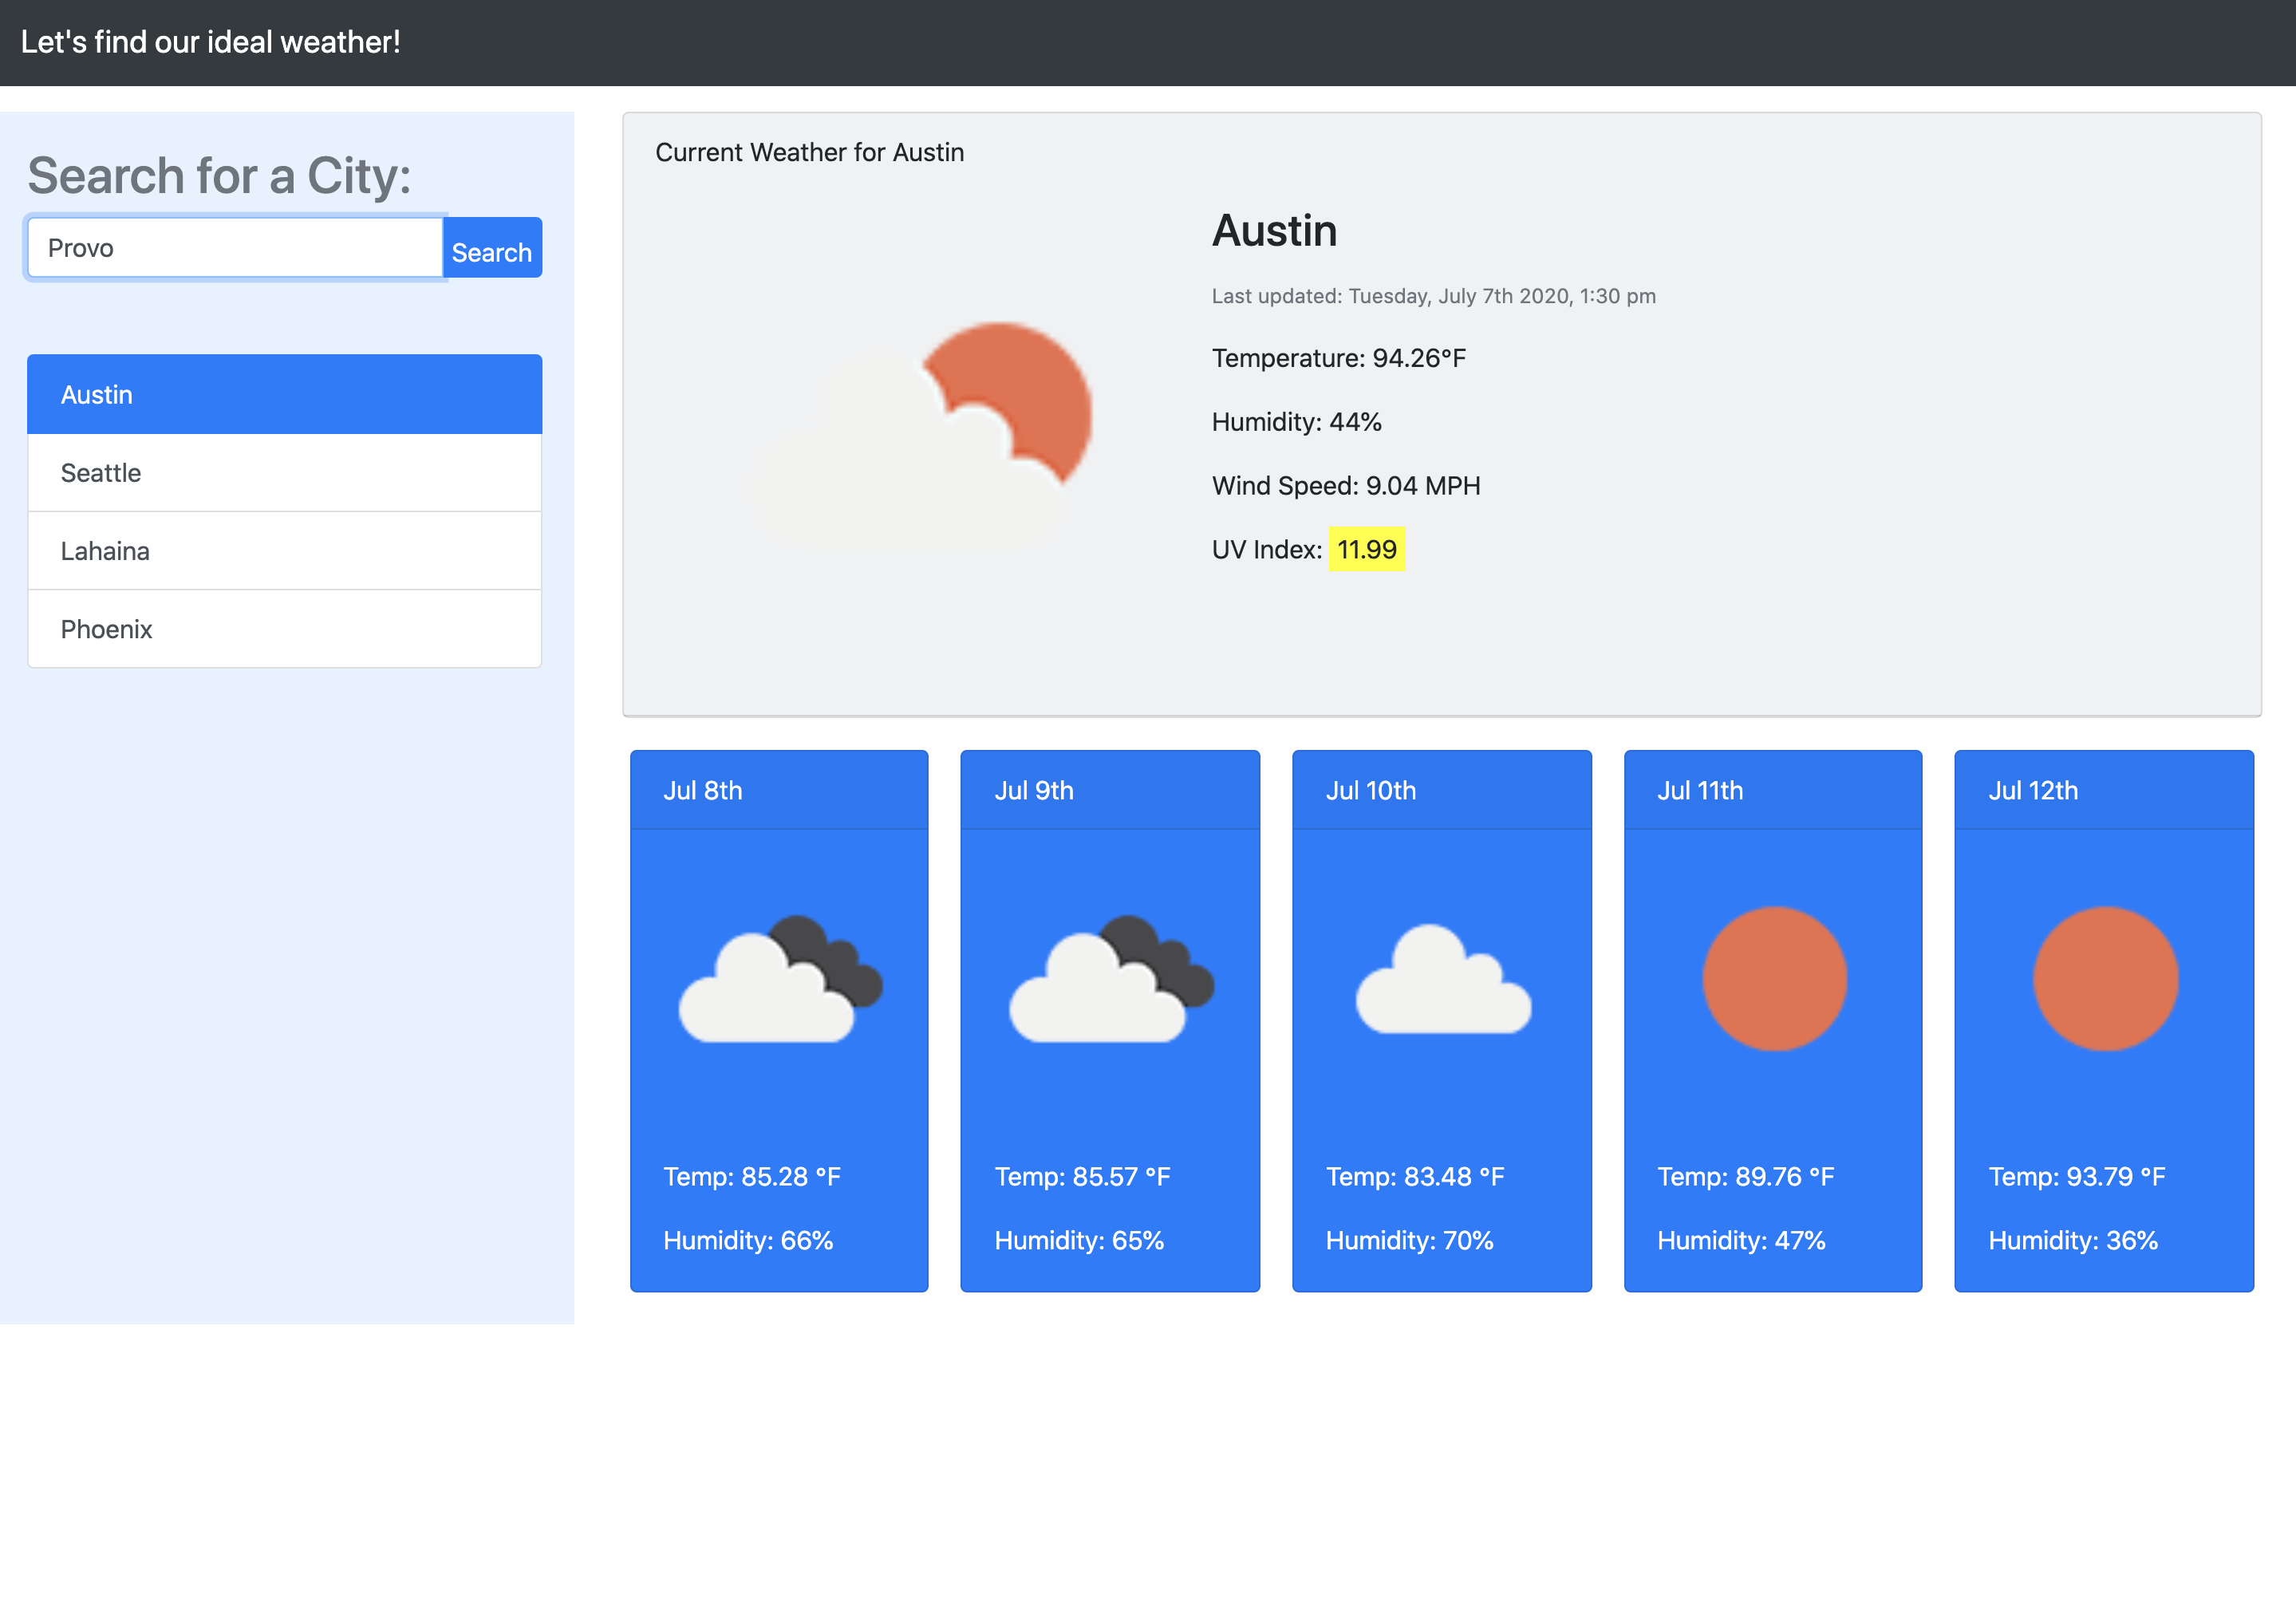 Let's find our ideal weather!
Search for a City:
Provo
Search
Austin
Seattle
Lahaina
Phoenix
Current Weather for Austin
Austin
Last updated: Tuesday, July 7th 2020, 1:30 pm
Temperature: 94.26°F
Humidity: 44%
Wind Speed: 9.04 MPH
UV Index: 11.99
Jul 8th
Temp: 85.28 °F
Humidity: 66%
Jul 9th
Temp: 85.57 °F
Humidity: 65%
Jul 10th
Temp: 83.48 °F
Humidity: 70%
Jul 11th
Temp: 89.76 °F
Humidity: 47%
Jul 12th
Temp: 93.79 °F
Humidity: 36%